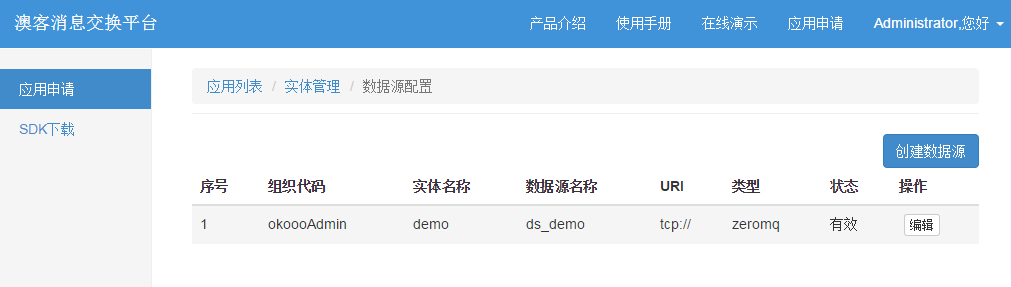 澳客消息交换平台 产品介绍 使用手册 在线演示 应用申请 Administrator,您好
应用申请
SDK下载
应用列表 / 实体管理 / 数据源配置
创建数据源
序号 组织代码 实体名称 数据源名称 URI 类型 状态 操作
1 okoooAdmin demo ds_demo tcp:// zeromq 有效 编辑